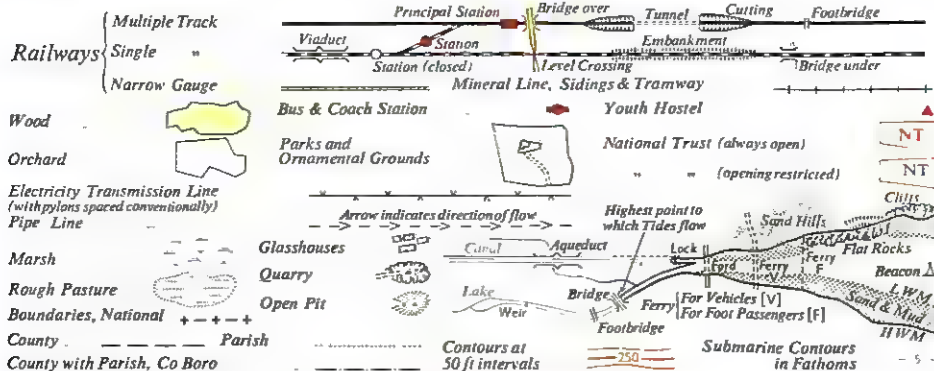 Principal Station
Bridge over
Tunnel
Cutting
Footbridge
Railways
Multiple Track
Single "
Narrow Gauge
Viaduct
Station
Station (closed)
Level Crossing
Embankment
Bridge under
Mineral Line, Sidings & Tramway
Wood
Bus & Coach Station
Youth Hostel
Orchard
Parks and
Ornamental Grounds
National Trust (always open)
NT
" " (opening restricted)
NT
Electricity Transmission Line
(with pylons spaced conventionally)
Pipe Line
Arrow indicates direction of flow
Highest point to
which Tides flow
Sand Hills
Cliffs
Flat Rocks
Marsh
Glasshouses
Canal
Aqueduct
Lock
Ford
Ferry
V
Ferry
F
Beacon
Rough Pasture
Quarry
Open Pit
Lake
Weir
Bridge
Footbridge
Ferry
For Vehicles [V]
For Foot Passengers [F]
LWM
Sand & Mud
HWM
Boundaries, National
County
Parish
County with Parish, Co Boro
Contours at
50 ft intervals
250
Submarine Contours
in Fathoms
5